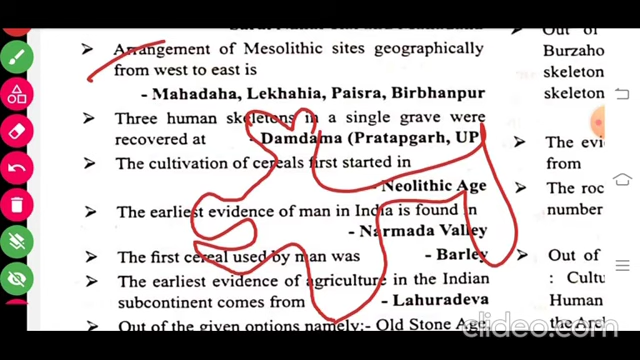 Arrangement of Mesolithic sites geographically
from west to east is
- Mahadaha, Lekhahia, Paisra, Birbhanpur
Three human skeletons in a single grave were
recovered at - Damdama (Pratapgarh, UP)
The cultivation of cereals first started in
- Neolithic Age
The earliest evidence of man in India is found in
- Narmada Valley
The first cereal used by man was - Barley
The earliest evidence of agriculture in the Indian
subcontinent comes from - Lahuradeva
Out of the given options namely:- Old Stone Age
Out of
Burzaho
skeleton
skeleton
The evi
from
The roc
number
Out of
: Cultu
Human
the Arc
clideo.com